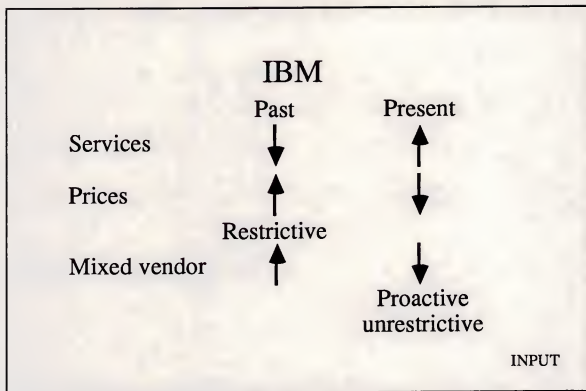 IBM
Past Present
Services
Prices
Restrictive
Mixed vendor
Proactive
unrestrictive
INPUT